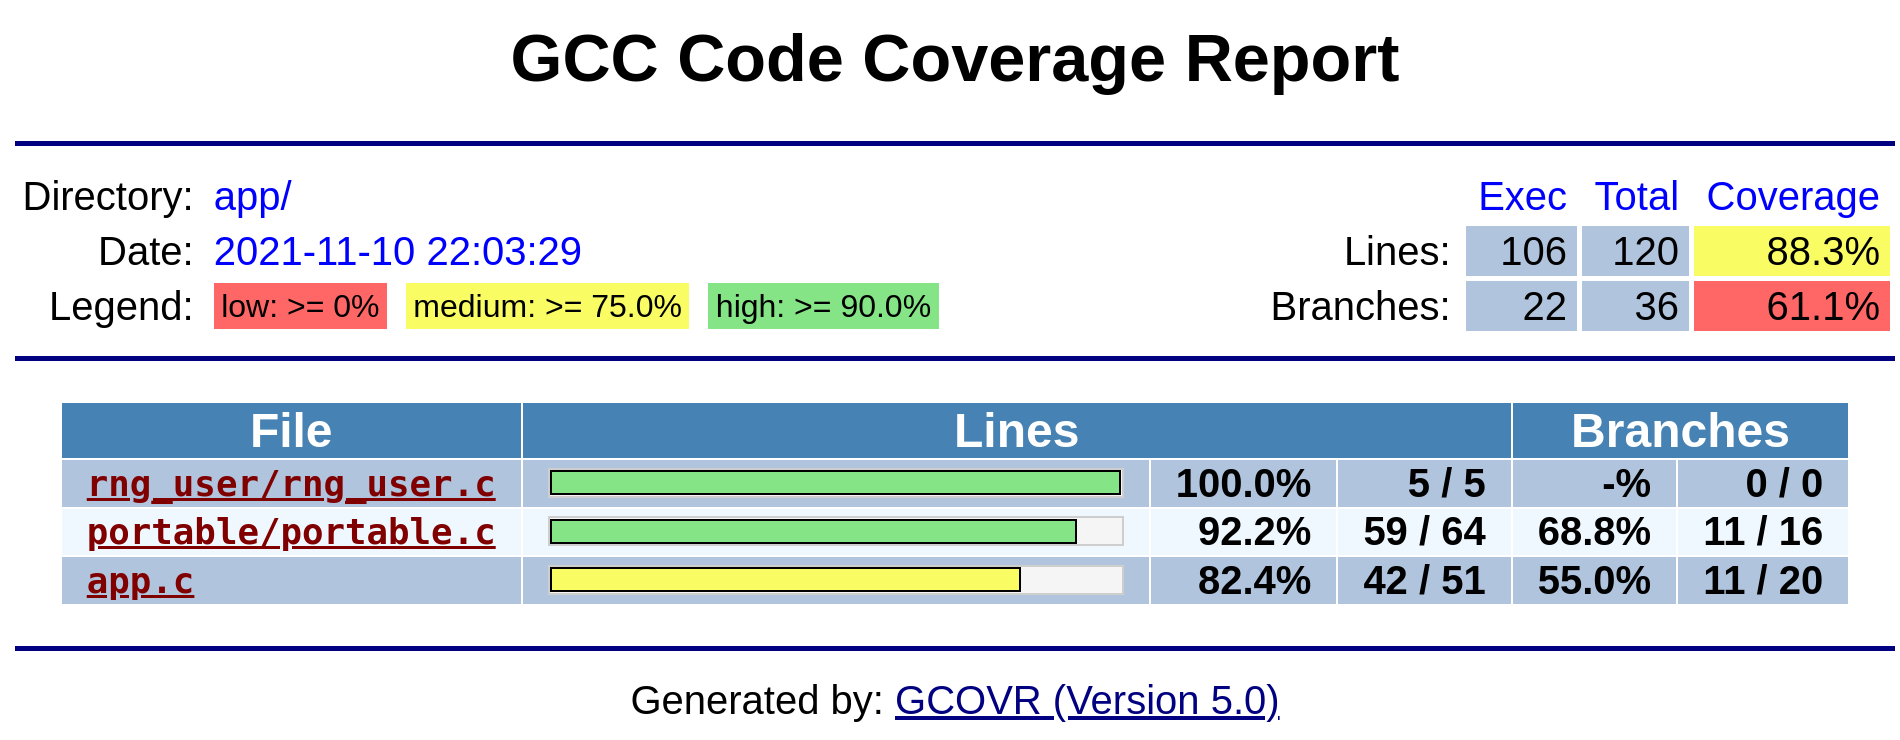 GCC Code Coverage Report
Directory: app/ Exec Total Coverage
Date: 2021-11-10 22:03:29 Lines: 106 120 88.3%
Legend: low: >= 0% medium: >= 75.0% high: >= 90.0% Branches: 22 36 61.1%
File Lines Branches
rng_user/rng_user.c 100.0% 5 / 5 -% 0 / 0
portable/portable.c 92.2% 59 / 64 68.8% 11 / 16
app.c 82.4% 42 / 51 55.0% 11 / 20
Generated by: GCOVR (Version 5.0)